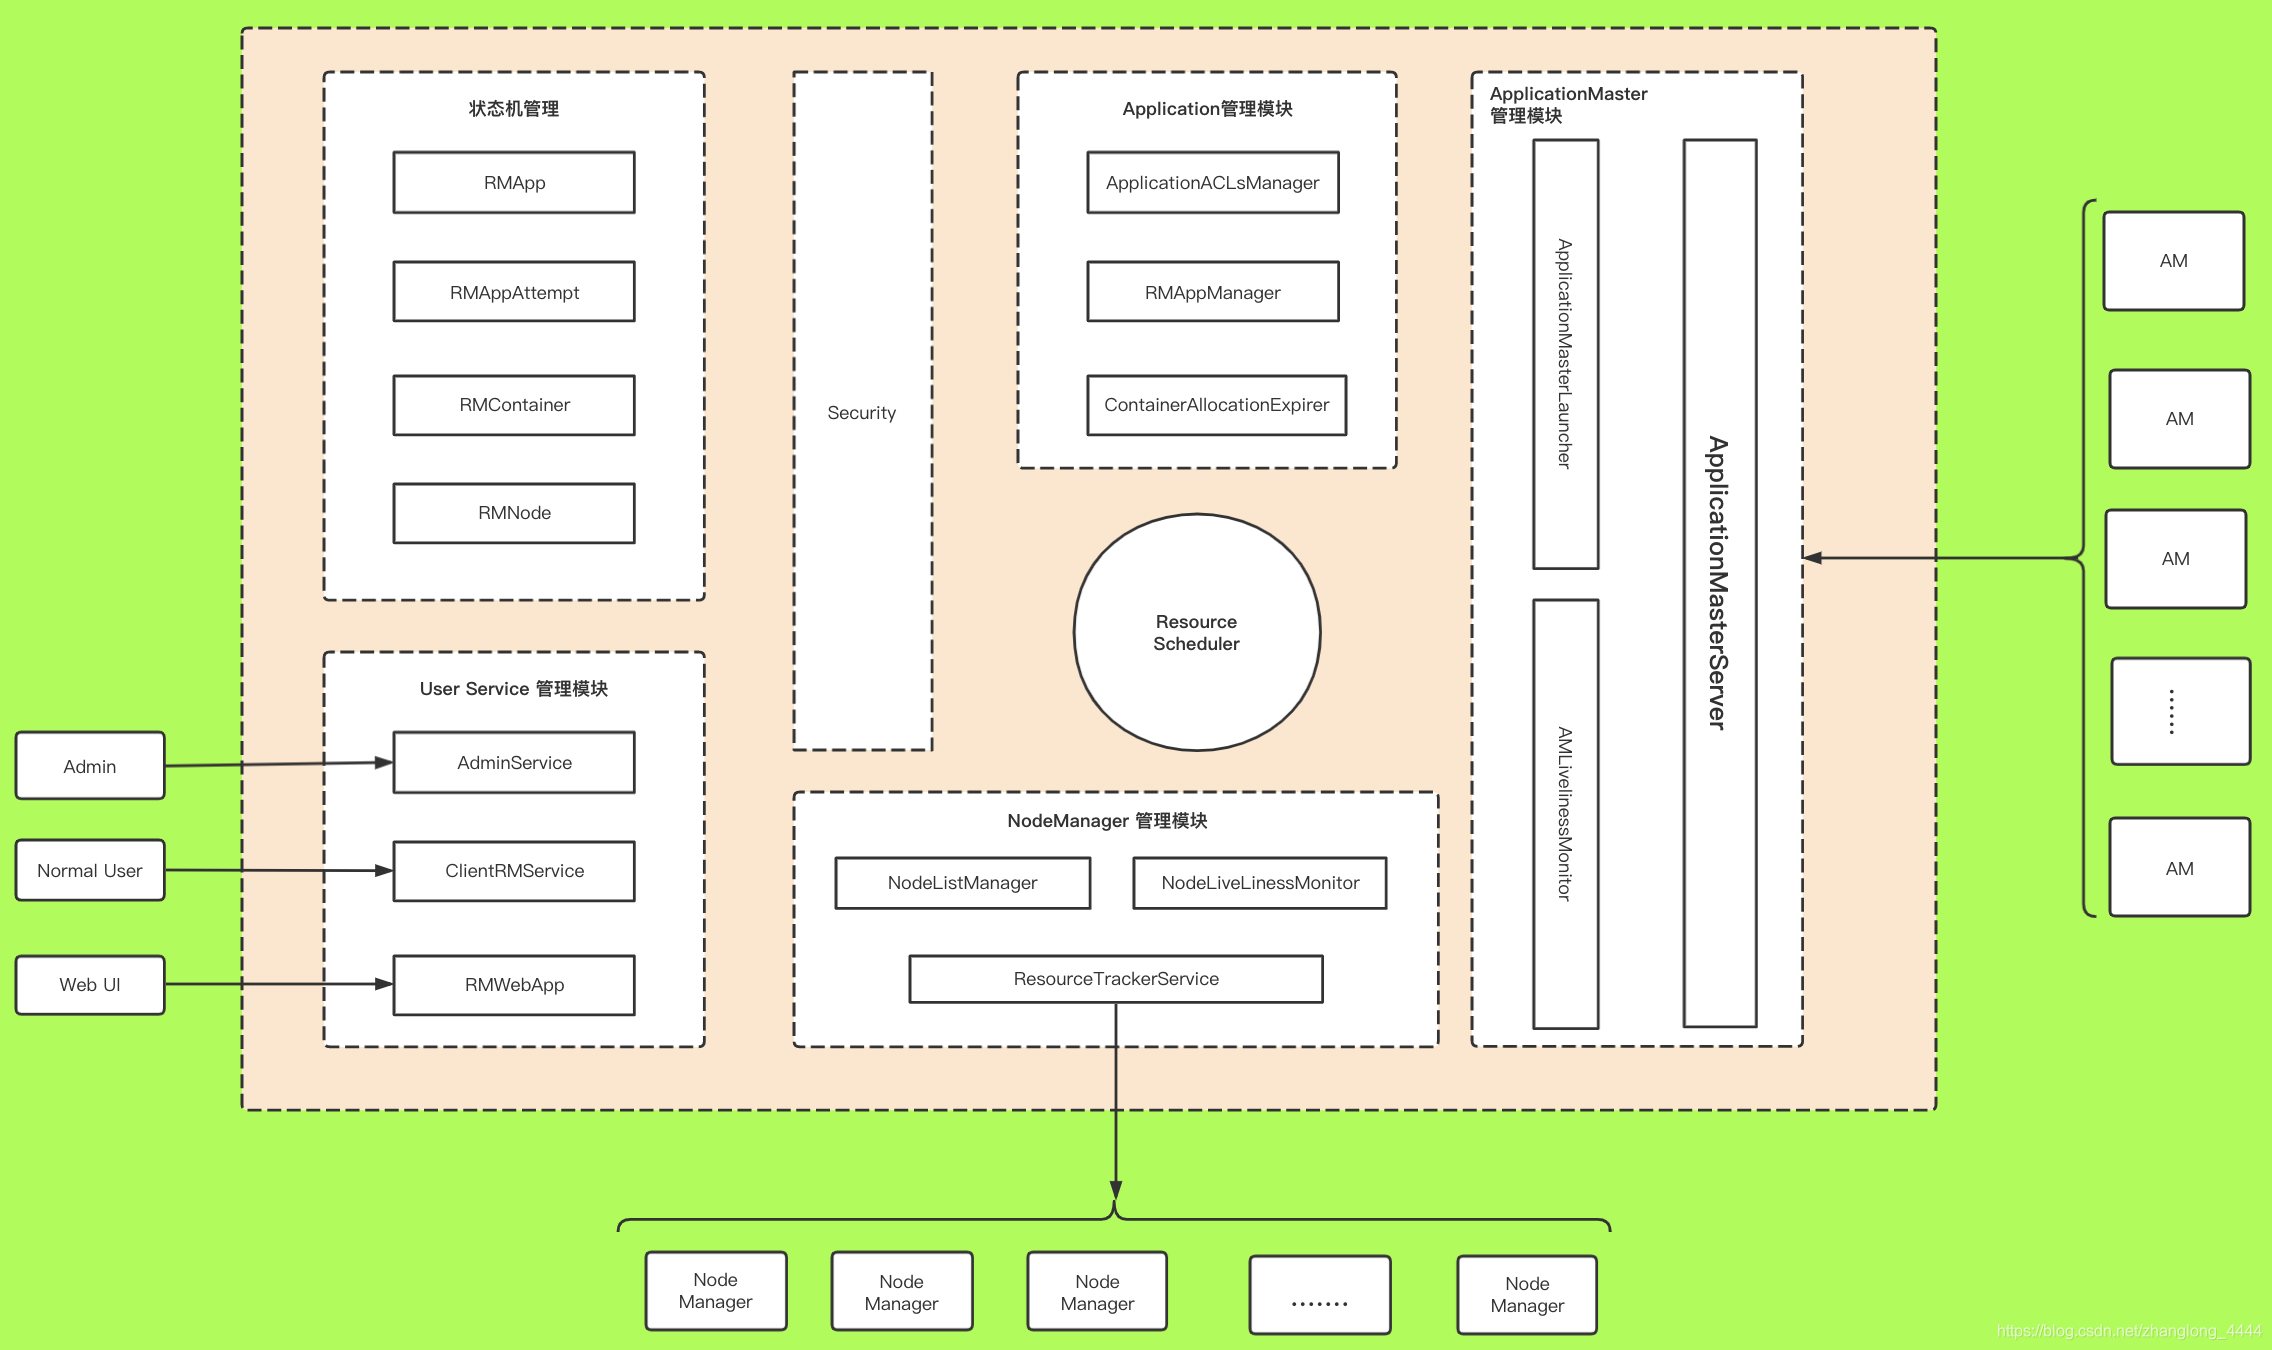 状态机管理
RMApp
RMAppAttempt
RMContainer
RMNode
Security
Application管理模块
ApplicationACLsManager
RMAppManager
ContainerAllocationExpirer
Resource
Scheduler
ApplicationMaster
管理模块
ApplicationMasterLauncher
AMLivelinessMonitor
ApplicationMasterServer
AM
AM
AM
......
AM
User Service 管理模块
AdminService
ClientRMService
RMWebApp
Admin
Normal User
Web UI
NodeManager 管理模块
NodeListManager
NodeLiveLinessMonitor
ResourceTrackerService
Node
Manager
Node
Manager
Node
Manager
.......
Node
Manager
https://blog.csdn.net/zhanglong_4444